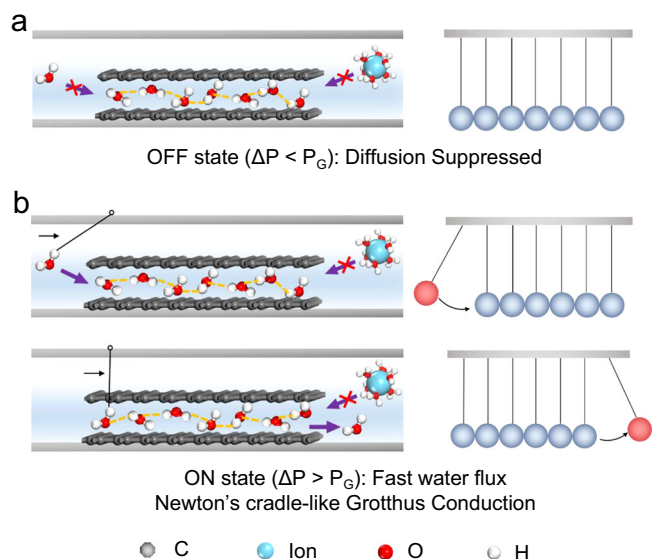 a
OFF state (ΔP < P_G): Diffusion Suppressed
b
ON state (ΔP > P_G): Fast water flux
Newton's cradle-like Grotthus Conduction
C Ion O H